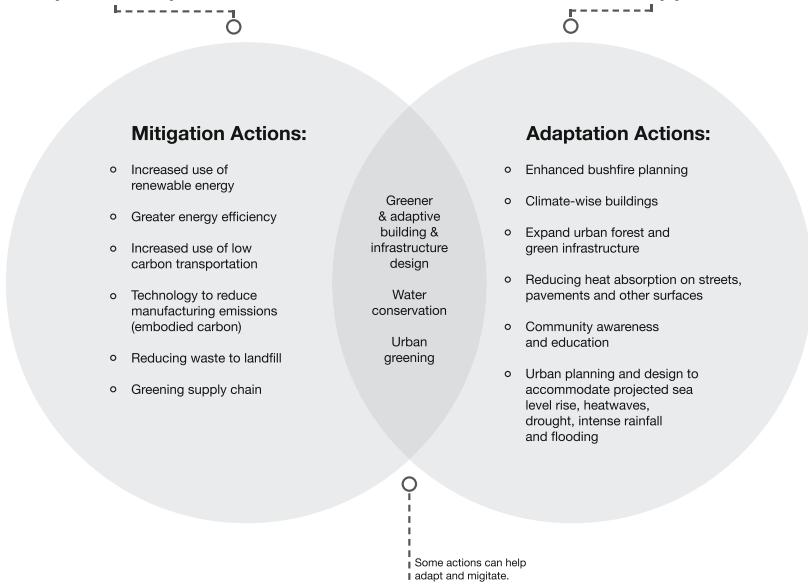 Mitigation Actions:
Increased use of
renewable energy
Greater energy efficiency
Increased use of low
carbon transportation
Technology to reduce
manufacturing emissions
(embodied carbon)
Reducing waste to landfill
Greening supply chain
Greener
& adaptive
building &
infrastructure
design
Water
conservation
Urban
greening
Adaptation Actions:
Enhanced bushfire planning
Climate-wise buildings
Expand urban forest and
green infrastructure
Reducing heat absorption on streets,
pavements and other surfaces
Community awareness
and education
Urban planning and design to
accommodate projected sea
level rise, heatwaves,
drought, intense rainfall
and flooding
Some actions can help
adapt and migitate.